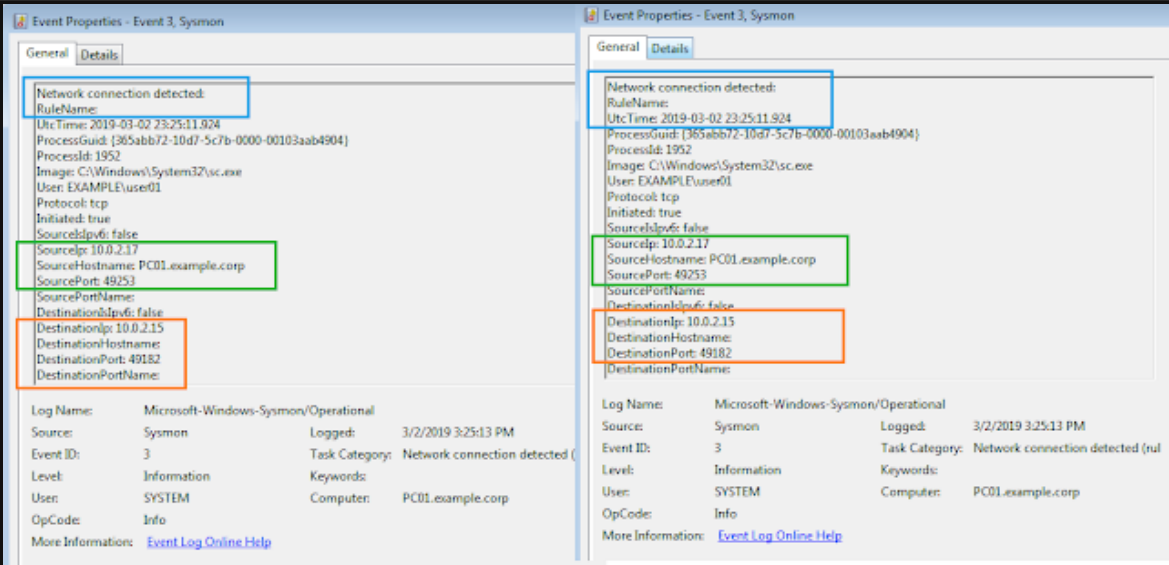 Event Properties - Event 3, Sysmon
General Details
Network connection detected:
RuleName:
UtcTime: 2019-03-02 23:25:11.924
ProcessGuid: {365abb72-10d7-5c7b-0000-00103aab4904}
ProcessId: 1952
Image: C:\Windows\System32\sc.exe
User: EXAMPLE\user01
Protocol: tcp
Initiated: true
SourceIsIpv6: false
SourceIp: 10.0.2.17
SourceHostname: PC01.example.corp
SourcePort: 49253
SourcePortName:
DestinationIsIpv6: false
DestinationIp: 10.0.2.15
DestinationHostname:
DestinationPort: 49182
DestinationPortName:
Log Name: Microsoft-Windows-Sysmon/Operational
Source: Sysmon Logged: 3/2/2019 3:25:13 PM
Event ID: 3 Task Category: Network connection detected (
Level: Information Keywords:
User: SYSTEM Computer: PC01.example.corp
OpCode: Info
More Information: Event Log Online Help
Event Properties - Event 3, Sysmon
General Details
Network connection detected:
RuleName:
UtcTime: 2019-03-02 23:25:11.924
ProcessGuid: {365abb72-10d7-5c7b-0000-00103aab4904}
ProcessId: 1952
Image: C:\Windows\System32\sc.exe
User: EXAMPLE\user01
Protocol: tcp
Initiated: true
SourceIsIpv6: false
SourceIp: 10.0.2.17
SourceHostname: PC01.example.corp
SourcePort: 49253
SourcePortName:
DestinationIsIpv6: false
DestinationIp: 10.0.2.15
DestinationHostname:
DestinationPort: 49182
DestinationPortName:
Log Name: Microsoft-Windows-Sysmon/Operational
Source: Sysmon Logged: 3/2/2019 3:25:13 PM
Event ID: 3 Task Category: Network connection detected (rul
Level: Information Keywords:
User: SYSTEM Computer: PC01.example.corp
OpCode: Info
More Information: Event Log Online Help